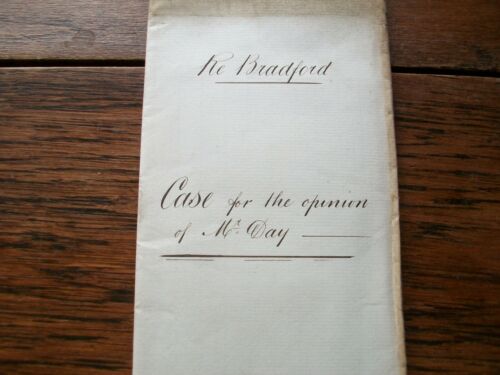 Re Bradford
Case for the opinion
of Mr. Day